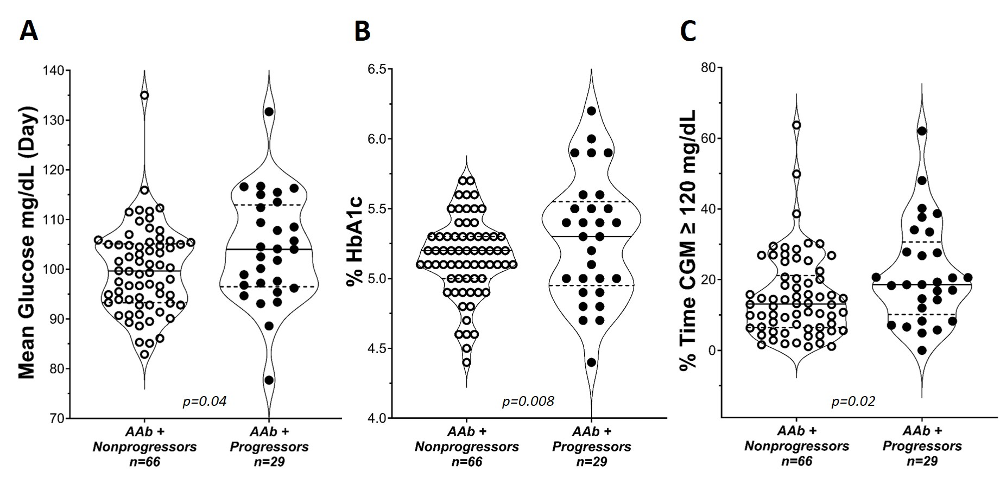 A
Mean Glucose mg/dL (Day)
140
130
120
110
100
90
80
70
p=0.04
AAb +
Nonprogressors
n=66
AAb +
Progressors
n=29
B
% HbA1c
6.5
6.0
5.5
5.0
4.5
4.0
p=0.008
AAb +
Nonprogressors
n=66
AAb +
Progressors
n=29
C
% Time CGM ≥ 120 mg/dL
80
60
40
20
0
p=0.02
AAb +
Nonprogressors
n=66
AAb +
Progressors
n=29